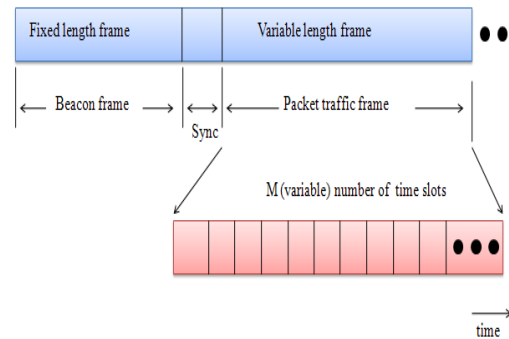 Fixed length frame
Variable length frame
Beacon frame
Sync
Packet traffic frame
M (variable) number of time slots
time